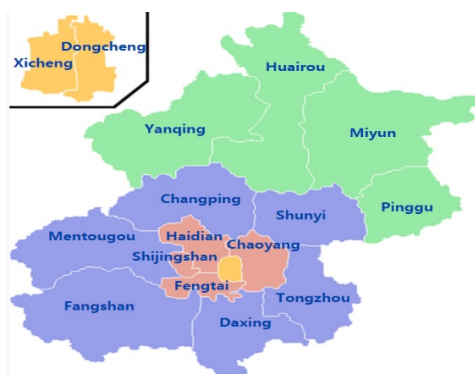 Dongcheng
Xicheng
Huairou
Yanqing
Miyun
Changping
Pinggu
Shunyi
Haidian
Mentougou
Chaoyang
Shijingshan
Fengtai
Fangshan
Tongzhou
Daxing